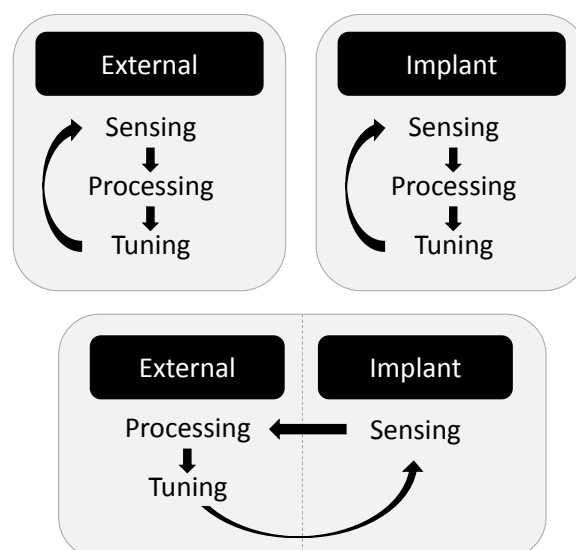 External
Sensing
Processing
Tuning
Implant
Sensing
Processing
Tuning
External
Implant
Processing
Sensing
Tuning